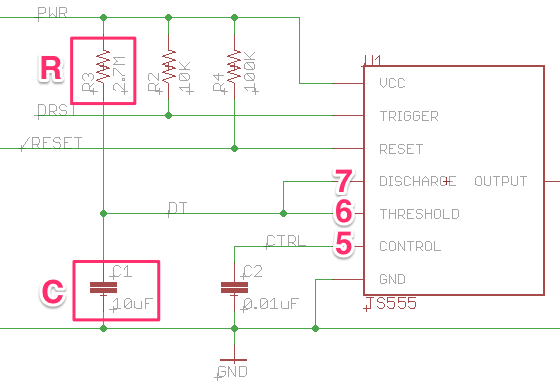 PWR
R
R3
2.7M
R2
10K
R4
100K
U1
VCC
DRST
TRIGGER
/RESET
RESET
7
DISCHARGE
OUTPUT
DT
6
THRESHOLD
CTRL
5
CONTROL
C
C1
10uF
C2
0.01uF
GND
JS555
GND